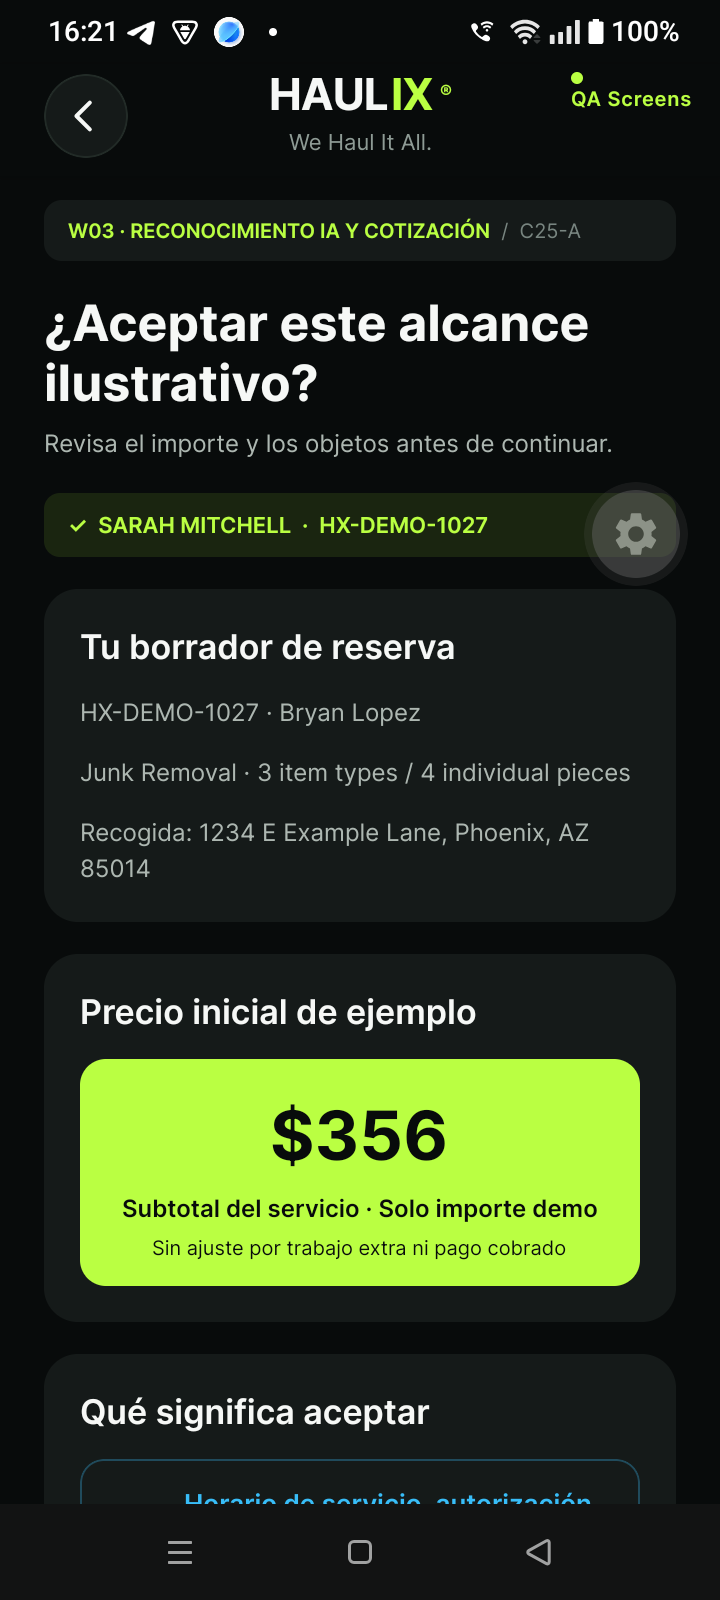 16:21
100%
HAULIX ®
We Haul It All.
QA Screens
W03 · RECONOCIMIENTO IA Y COTIZACIÓN / C25-A
¿Aceptar este alcance
ilustrativo?
Revisa el importe y los objetos antes de continuar.
✓ SARAH MITCHELL · HX-DEMO-1027
Tu borrador de reserva
HX-DEMO-1027 · Bryan Lopez
Junk Removal · 3 item types / 4 individual pieces
Recogida: 1234 E Example Lane, Phoenix, AZ
85014
Precio inicial de ejemplo
$356
Subtotal del servicio · Solo importe demo
Sin ajuste por trabajo extra ni pago cobrado
Qué significa aceptar
Horario de servicio, autorización